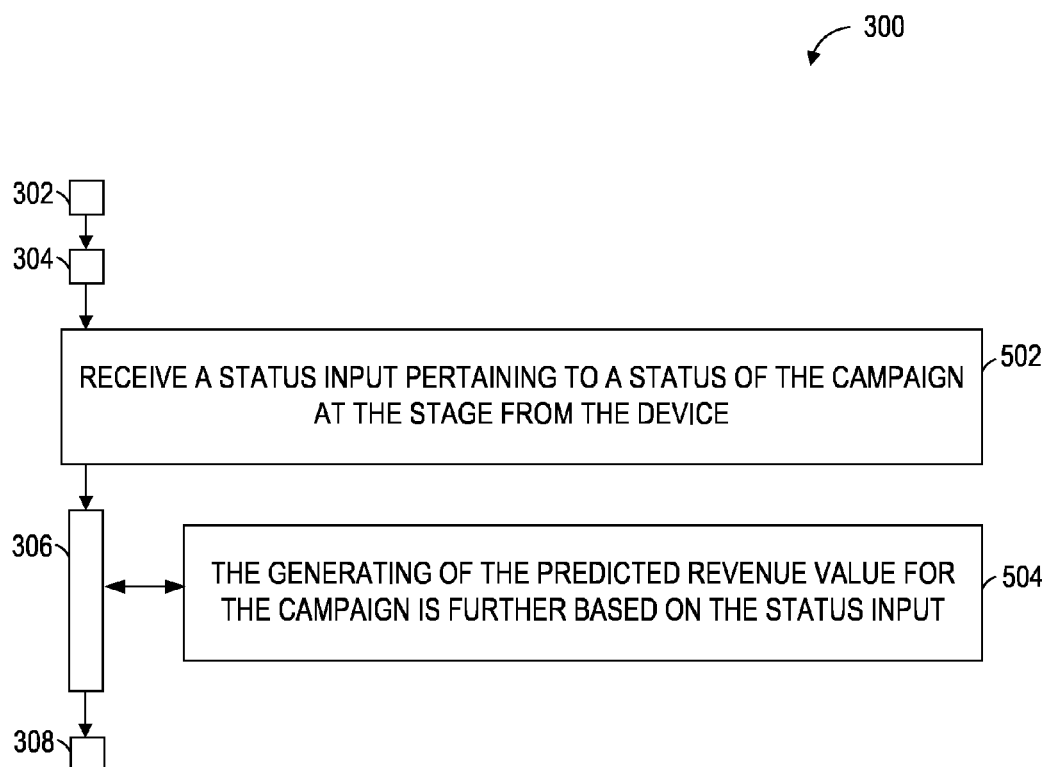 300
302
304
RECEIVE A STATUS INPUT PERTAINING TO A STATUS OF THE CAMPAIGN
AT THE STAGE FROM THE DEVICE
502
306
THE GENERATING OF THE PREDICTED REVENUE VALUE FOR
THE CAMPAIGN IS FURTHER BASED ON THE STATUS INPUT
504
308